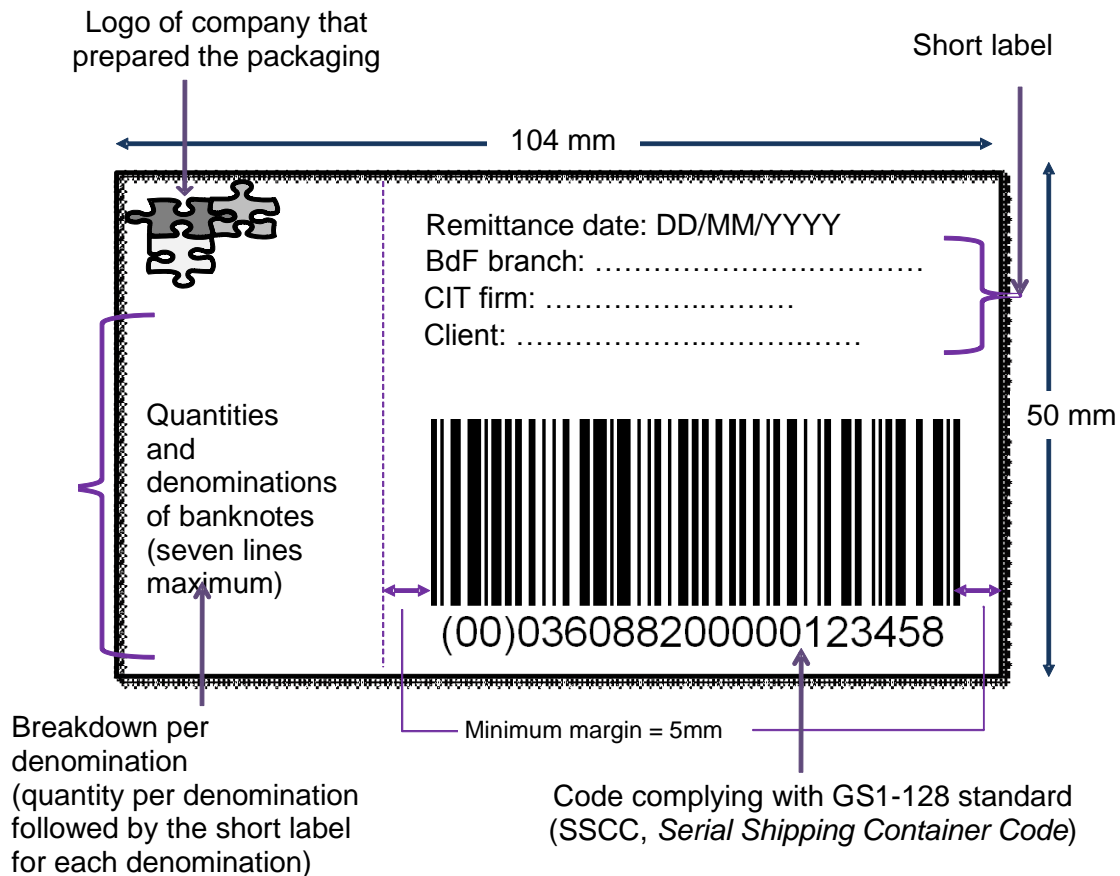 Logo of company that
prepared the packaging
Short label
104 mm
Remittance date: DD/MM/YYYY
BdF branch: …………………..…….……
CIT firm: ………………..………
Client: …………………..……….……
50 mm
Quantities
and
denominations
of banknotes
(seven lines
maximum)
(00)036088200000123458
Minimum margin = 5mm
Breakdown per
denomination
(quantity per denomination
followed by the short label
for each denomination)
Code complying with GS1-128 standard
(SSCC, Serial Shipping Container Code)